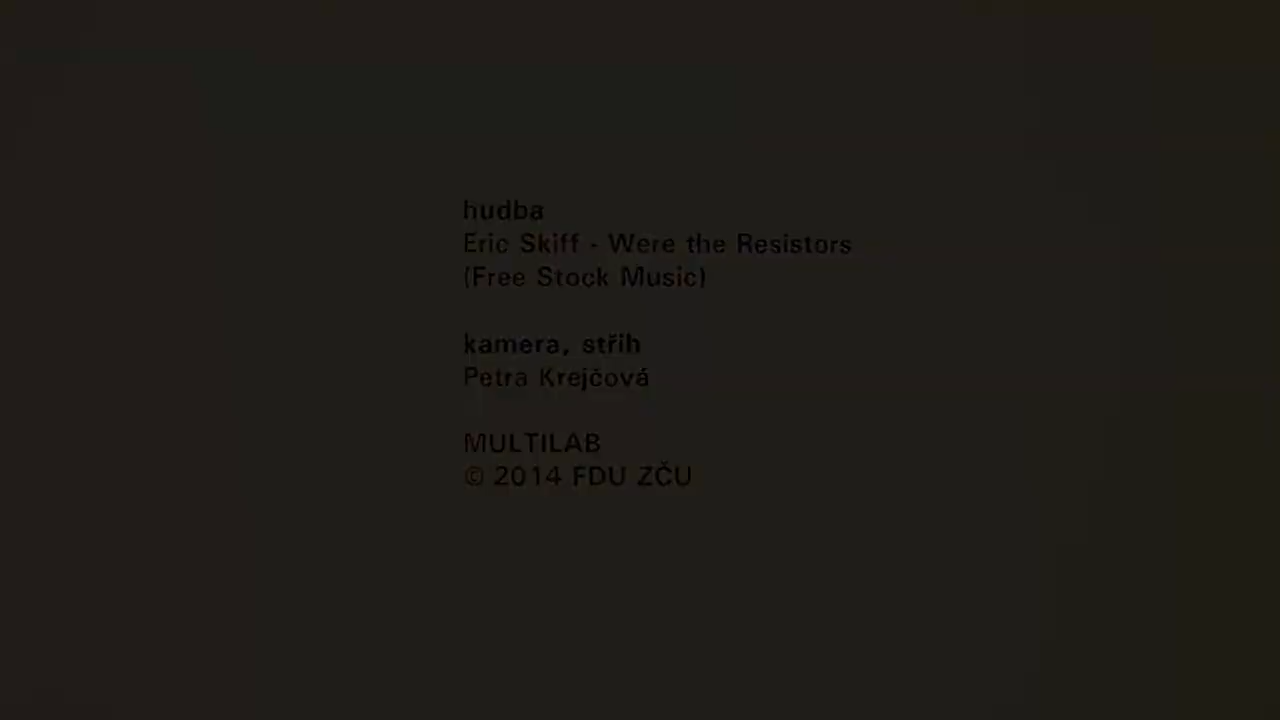 hudba
Eric Skiff - Were the Resistors
(Free Stock Music)
kamera, střih
Petra Krejčová
MULTILAB
© 2014 FDU ZČU